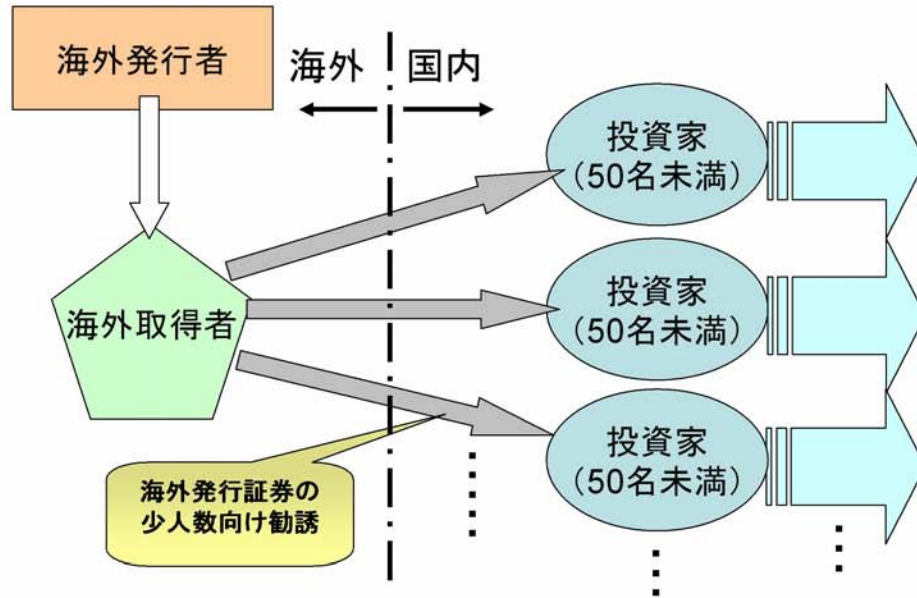 海外発行者
海外
国内
海外取得者
投資家
（50名未満）
投資家
（50名未満）
投資家
（50名未満）
海外発行証券の
少人数向け勧誘